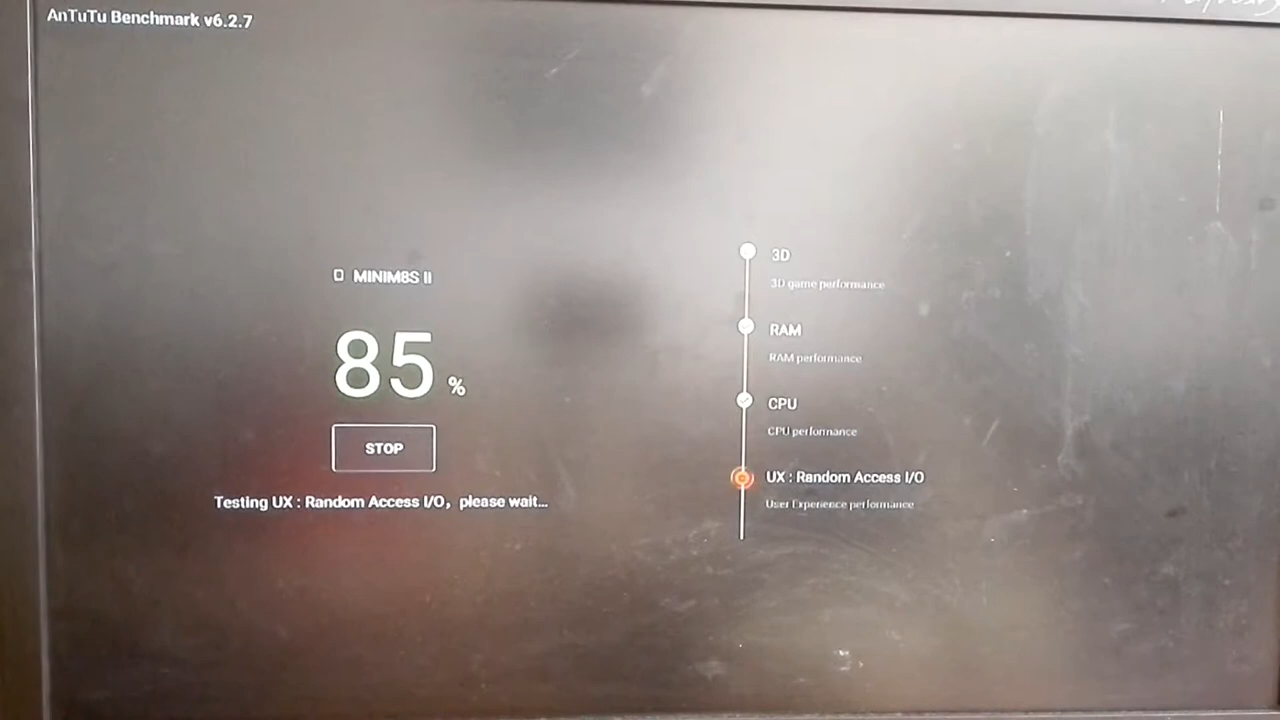 AnTuTu Benchmark v6.2.7
MINIM8S II
85 %
STOP
Testing UX : Random Access I/O, please wait...
3D
3D game performance
RAM
RAM performance
CPU
CPU performance
UX : Random Access I/O
User Experience performance